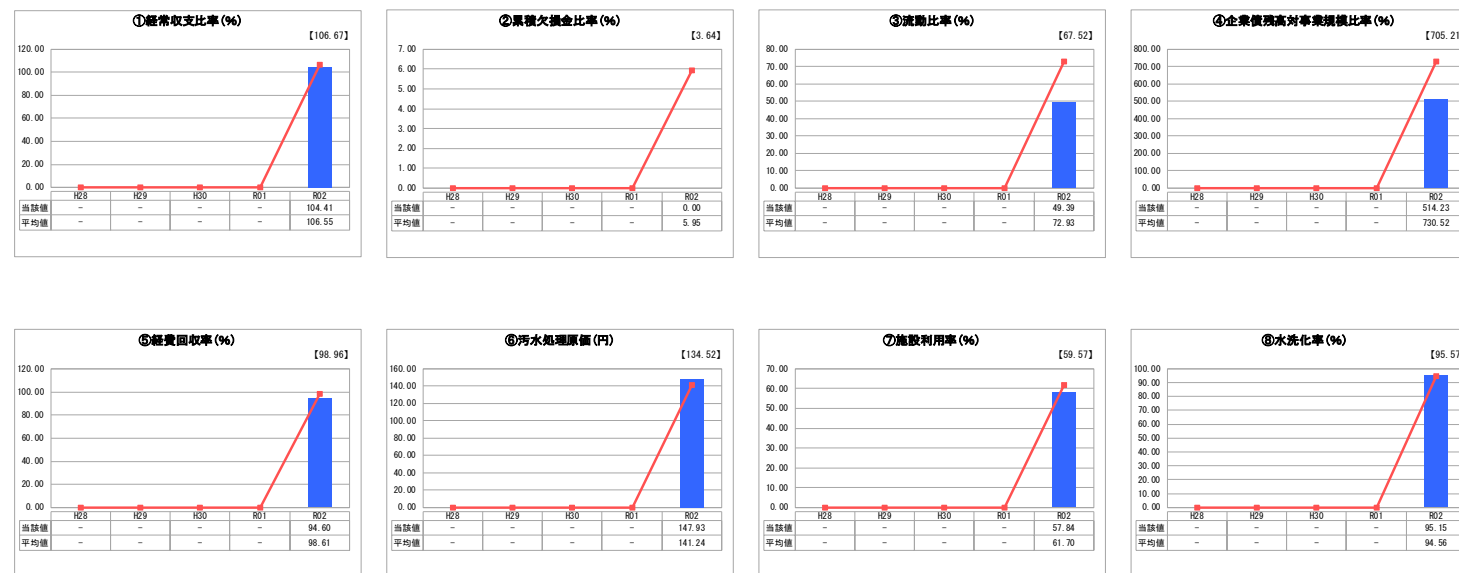 ①経常収支比率(%)
【106.67】
120.00
100.00
80.00
60.00
40.00
20.00
0.00
H28 H29 H30 R01 R02
当該値 - - - - 104.41
平均値 - - - - 106.55
②累積欠損金比率(%)
【3.64】
7.00
6.00
5.00
4.00
3.00
2.00
1.00
0.00
H28 H29 H30 R01 R02
当該値 - - - - 0.00
平均値 - - - - 5.95
③流動比率(%)
【67.52】
80.00
70.00
60.00
50.00
40.00
30.00
20.00
10.00
0.00
H28 H29 H30 R01 R02
当該値 - - - - 49.39
平均値 - - - - 72.93
④企業債残高対事業規模比率(%)
【705.21
800.00
700.00
600.00
500.00
400.00
300.00
200.00
100.00
0.00
H28 H29 H30 R01 R02
当該値 - - - - 514.23
平均値 - - - - 730.52
⑤経費回収率(%)
【98.96】
120.00
100.00
80.00
60.00
40.00
20.00
0.00
H28 H29 H30 R01 R02
当該値 - - - - 94.60
平均値 - - - - 98.61
⑥汚水処理原価(円)
【134.52】
160.00
140.00
120.00
100.00
80.00
60.00
40.00
20.00
0.00
H28 H29 H30 R01 R02
当該値 - - - - 147.93
平均値 - - - - 141.24
⑦施設利用率(%)
【59.57】
70.00
60.00
50.00
40.00
30.00
20.00
10.00
0.00
H28 H29 H30 R01 R02
当該値 - - - - 57.84
平均値 - - - - 61.70
⑧水洗化率(%)
【95.57
100.00
90.00
80.00
70.00
60.00
50.00
40.00
30.00
20.00
10.00
0.00
H28 H29 H30 R01 R02
当該値 - - - - 95.15
平均値 - - - - 94.56